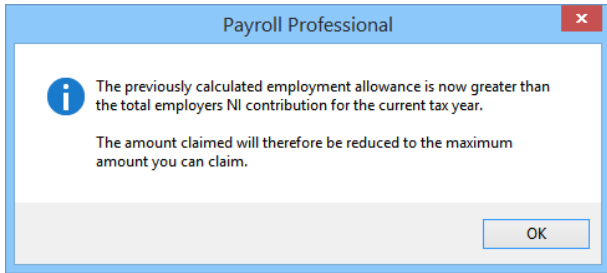 Payroll Professional
The previously calculated employment allowance is now greater than
the total employers NI contribution for the current tax year.
The amount claimed will therefore be reduced to the maximum
amount you can claim.
OK